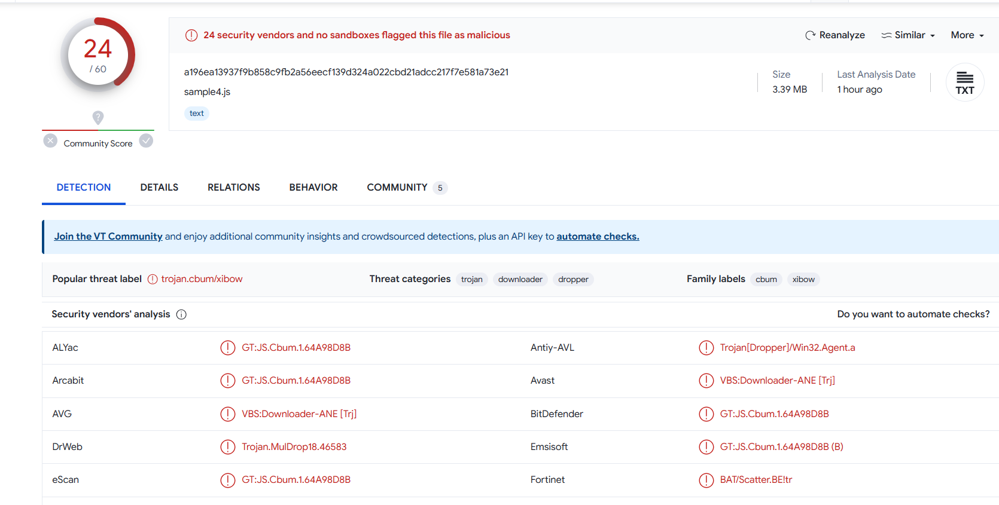 24
/ 60
Community Score
24 security vendors and no sandboxes flagged this file as malicious
Reanalyze
Similar
More
a196ea13937f9b858c9fb2a56eecf139d324a022cbd21adcc217f7e581a73e21
sample4.js
text
Size
3.39 MB
Last Analysis Date
1 hour ago
TXT
DETECTION
DETAILS
RELATIONS
BEHAVIOR
COMMUNITY 5
Join the VT Community and enjoy additional community insights and crowdsourced detections, plus an API key to automate checks.
Popular threat label trojan.cbum/xibow
Threat categories trojan downloader dropper
Family labels cbum xibow
Security vendors' analysis
Do you want to automate checks?
ALYac GT:JS.Cbum.1.64A98D8B
Antiy-AVL Trojan[Dropper]/Win32.Agent.a
Arcabit GT:JS.Cbum.1.64A98D8B
Avast VBS:Downloader-ANE [Trj]
AVG VBS:Downloader-ANE [Trj]
BitDefender GT:JS.Cbum.1.64A98D8B
DrWeb Trojan.MulDrop18.46583
Emsisoft GT:JS.Cbum.1.64A98D8B (B)
eScan GT:JS.Cbum.1.64A98D8B
Fortinet BAT/Scatter.BE!tr